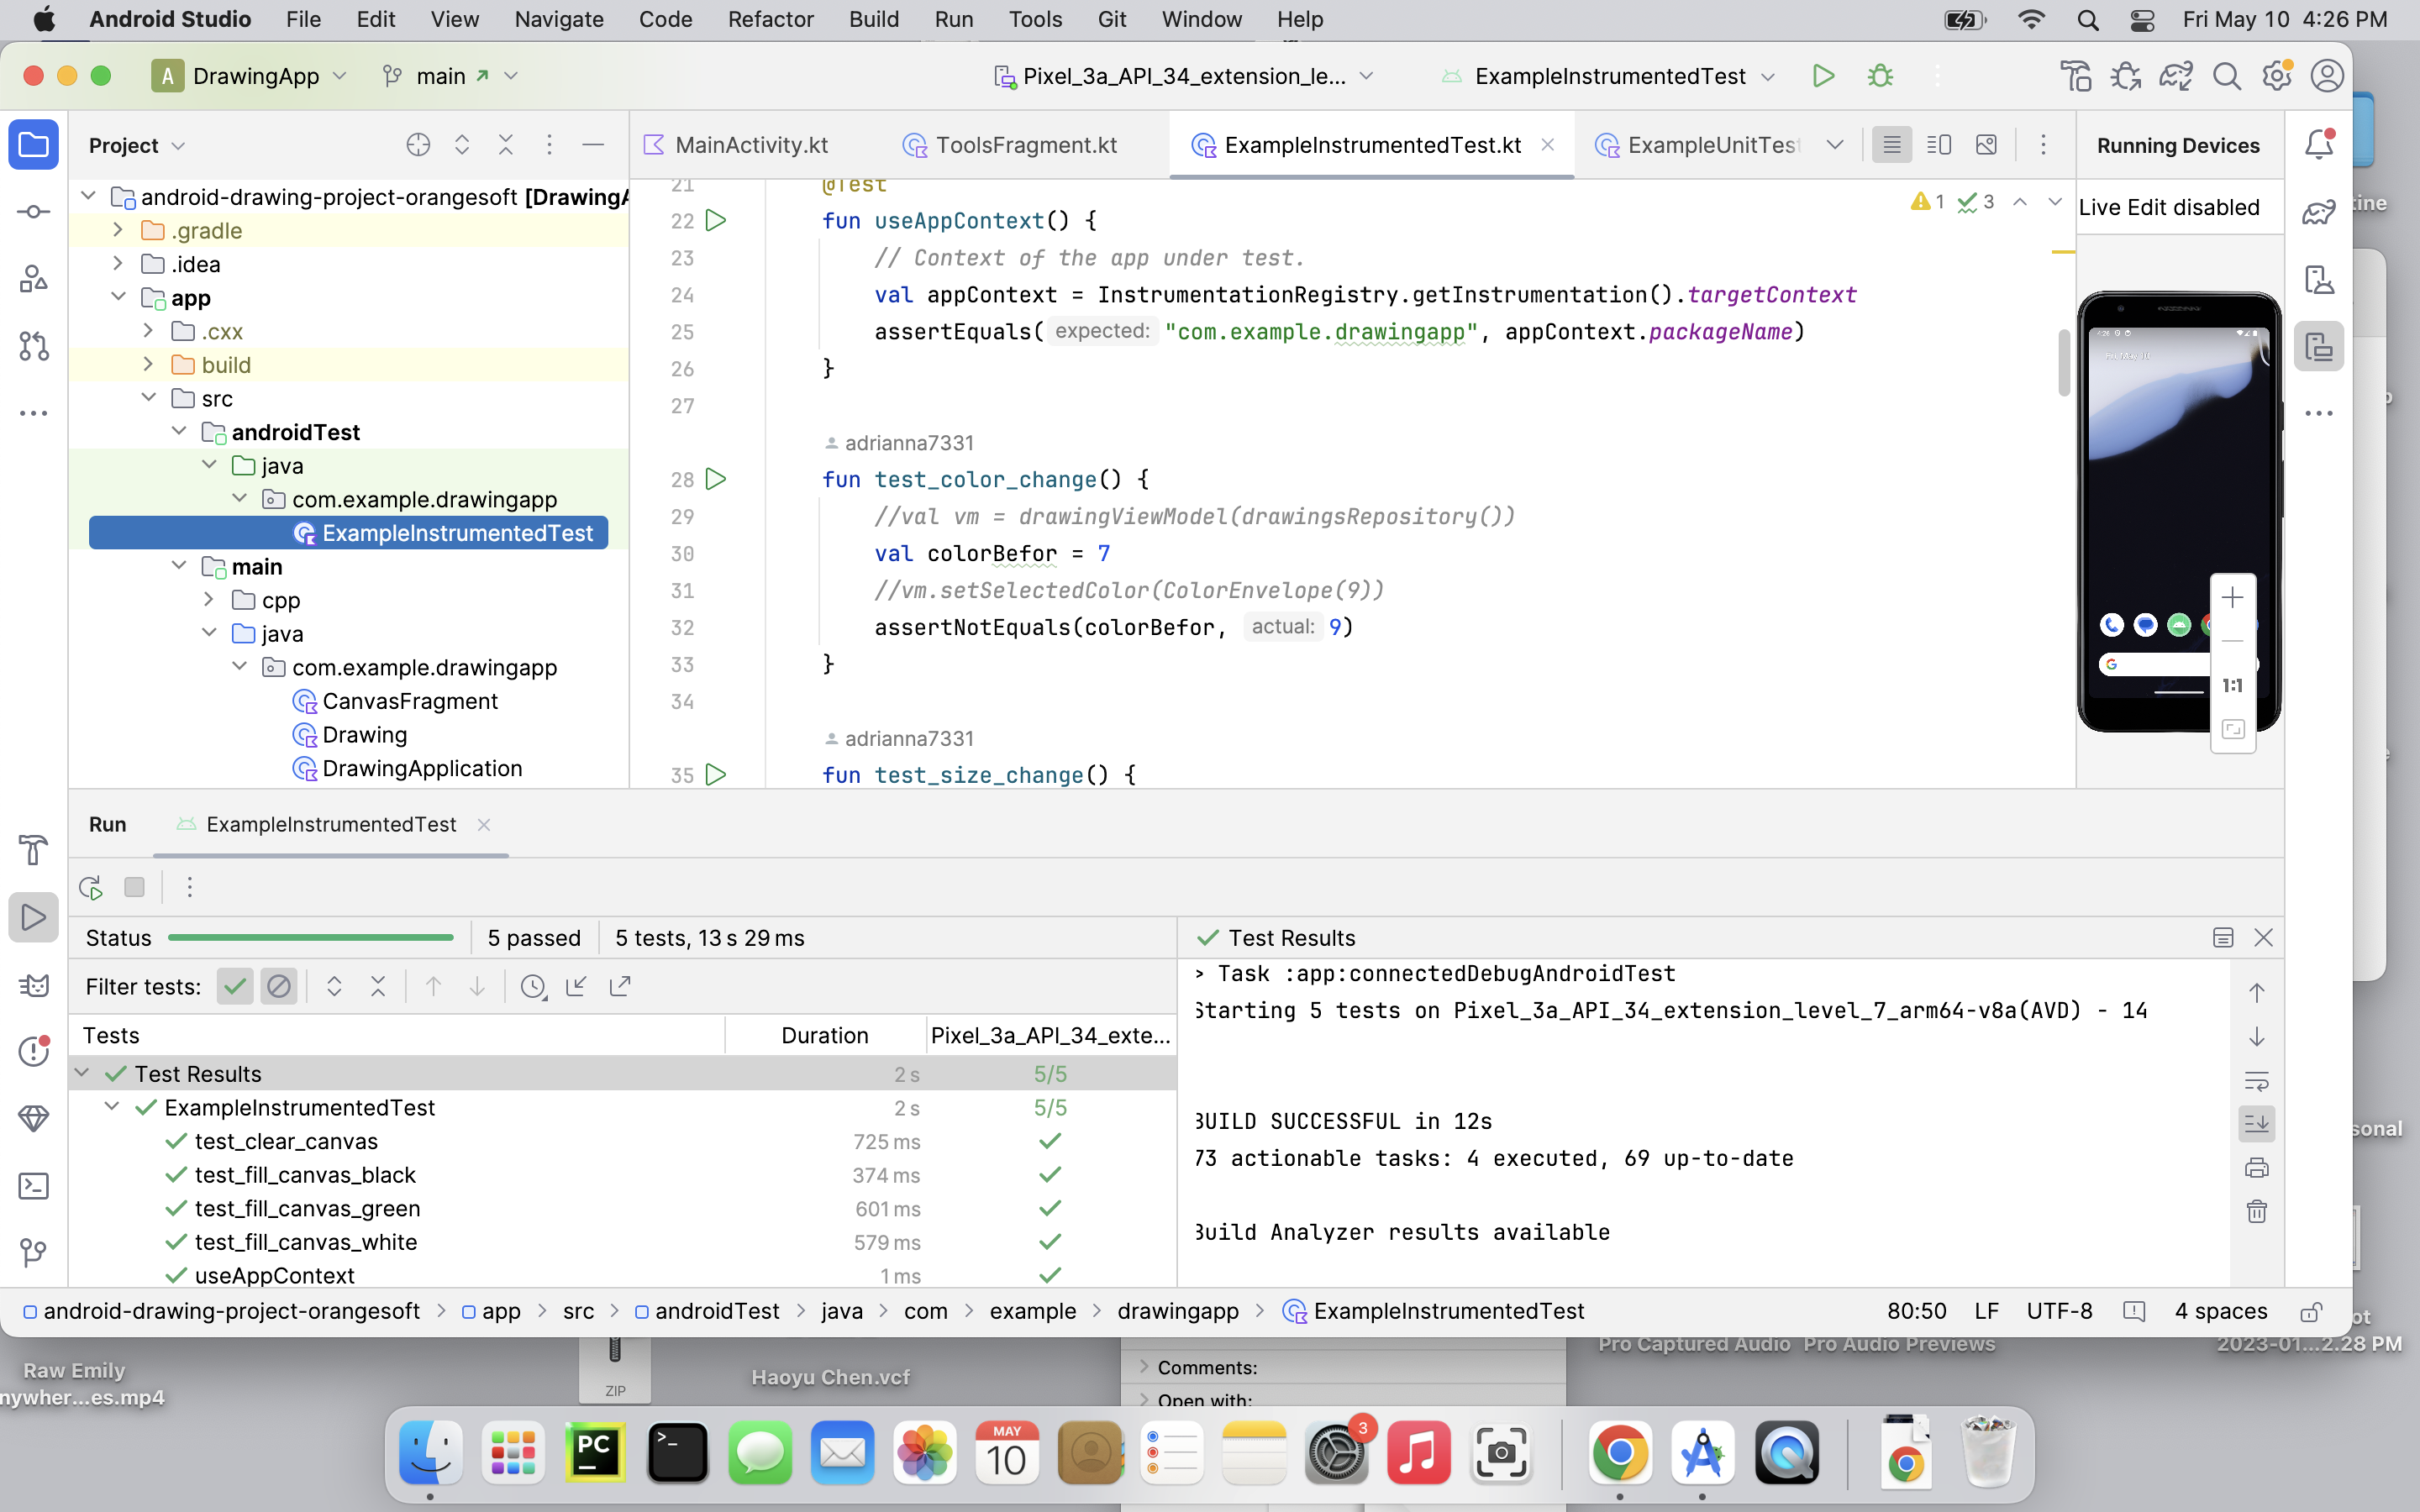 Android Studio File Edit View Navigate Code Refactor Build Run Tools Git Window Help Fri May 10 4:26 PM
A DrawingApp main Pixel_3a_API_34_extension_le... ExampleInstrumentedTest
Project MainActivity.kt ToolsFragment.kt ExampleInstrumentedTest.kt ExampleUnitTes Running Devices
Live Edit disabled
android-drawing-project-orangesoft [DrawingA
.gradle
.idea
app
.cxx
build
src
androidTest
java
com.example.drawingapp
ExampleInstrumentedTest
main
cpp
java
com.example.drawingapp
CanvasFragment
Drawing
DrawingApplication
1 3
21 @Test
22 fun useAppContext() {
23 // Context of the app under test.
24 val appContext = InstrumentationRegistry.getInstrumentation().targetContext
25 assertEquals( expected: "com.example.drawingapp", appContext.packageName)
26 }
27
adrianna7331
28 fun test_color_change() {
29 //val vm = drawingViewModel(drawingsRepository())
30 val colorBefor = 7
31 //vm.setSelectedColor(ColorEnvelope(9))
32 assertNotEquals(colorBefor, actual: 9)
33 }
34
adrianna7331
35 fun test_size_change() {
1:1
Run ExampleInstrumentedTest
Status 5 passed 5 tests, 13 s 29 ms
Filter tests:
Tests Duration Pixel_3a_API_34_exte...
Test Results 2 s 5/5
ExampleInstrumentedTest 2 s 5/5
test_clear_canvas 725 ms
test_fill_canvas_black 374 ms
test_fill_canvas_green 601 ms
test_fill_canvas_white 579 ms
useAppContext 1 ms
Test Results
> Task :app:connectedDebugAndroidTest
Starting 5 tests on Pixel_3a_API_34_extension_level_7_arm64-v8a(AVD) - 14
BUILD SUCCESSFUL in 12s
73 actionable tasks: 4 executed, 69 up-to-date
Build Analyzer results available
android-drawing-project-orangesoft > app > src > androidTest > java > com > example > drawingapp > ExampleInstrumentedTest 80:50 LF UTF-8 4 spaces
tine
sonal
ot
2023-01...2.28 PM
Raw Emily
nywher...es.mp4
ZIP
Haoyu Chen.vcf
Comments:
Open with:
Pro Captured Audio Pro Audio Previews
PC
>_
MAY
10
3